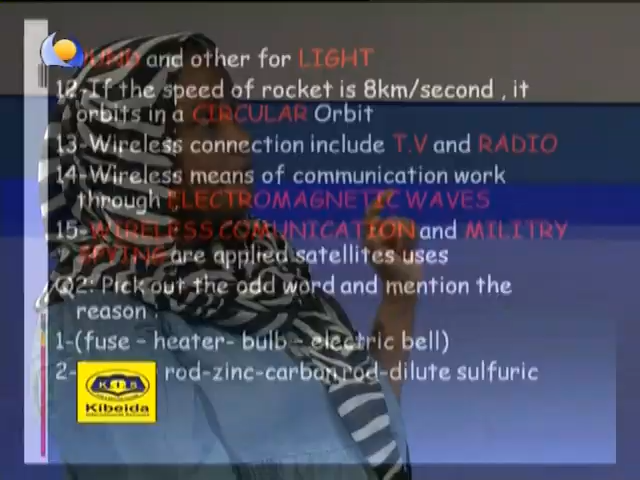 and other for LIGHT
12-If the speed of rocket is 8km/second , it
orbits in a CIRCULAR Orbit
13-Wireless connection include T.V and RADIO
14-Wireless means of communication work
through ELECTROMAGNETIC WAVES
15-WIRELESS COMUNICATION and MILITRY
SPYING are applied satellites uses
Q2: Pick out the odd word and mention the
reason :
1-(fuse - heater- bulb - electric bell)
2- rod-zinc-carbon rod-dilute sulfuric
KIS
Kibeida